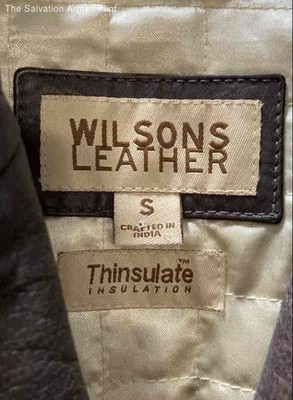 The Salvation Army Flint
WILSONS
LEATHER
S
CRAFTED IN
INDIA
Thinsulate™
INSULATION